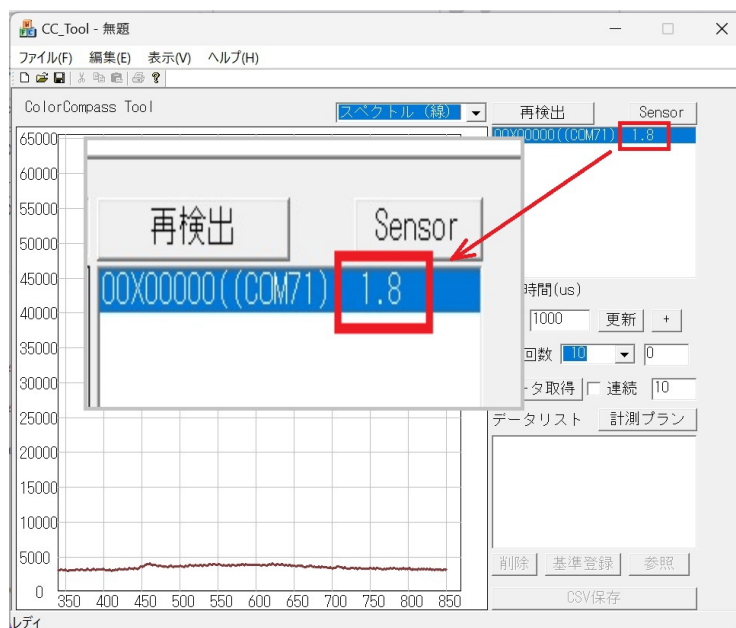 CC_Tool - 無題
ファイル(F) 編集(E) 表示(V) ヘルプ(H)
ColorCompass Tool
スペクトル（線）
再検出 Sensor
00X00000((COM71) 1.8
再検出 Sensor
00X00000((COM71) 1.8
時間(us)
1000 更新 +
回数 10 0
タ取得 連続 10
データリスト 計測プラン
削除 基準登録 参照
CSV保存
65000
60000
55000
50000
45000
40000
35000
30000
25000
20000
15000
10000
5000
0
350 400 450 500 550 600 650 700 750 800 850
レディ